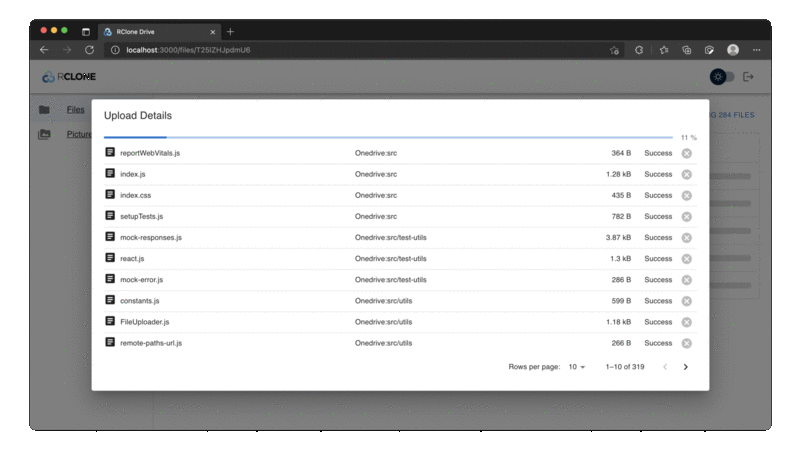 RClone Drive
localhost:3000/files/T25lZHJpdmU6
RCLONE
Files
G 284 FILES
Picture
Upload Details
11 %
reportWebVitals.js Onedrive:src 364 B Success
index.js Onedrive:src 1.28 kB Success
index.css Onedrive:src 435 B Success
setupTests.js Onedrive:src 782 B Success
mock-responses.js Onedrive:src/test-utils 3.87 kB Success
react.js Onedrive:src/test-utils 1.3 kB Success
mock-error.js Onedrive:src/test-utils 286 B Success
constants.js Onedrive:src/utils 599 B Success
FileUploader.js Onedrive:src/utils 1.18 kB Success
remote-paths-url.js Onedrive:src/utils 266 B Success
Rows per page: 10 1–10 of 319